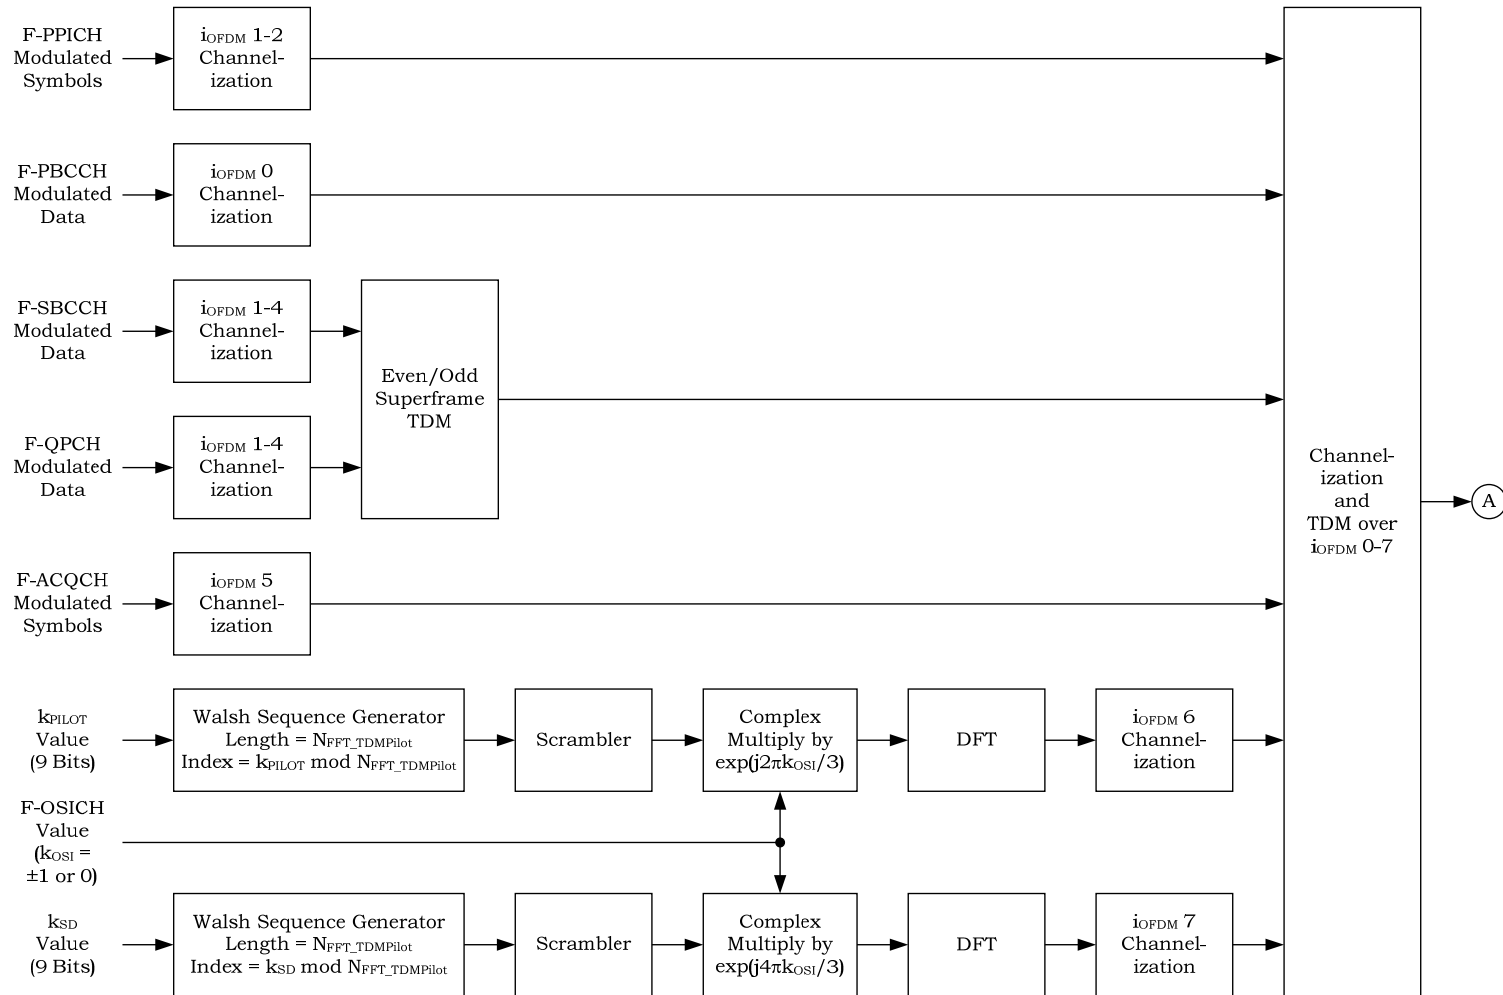 F-PPICH
Modulated
Symbols
iOFDM 1-2
Channel-
ization
F-PBCCH
Modulated
Data
iOFDM 0
Channel-
ization
F-SBCCH
Modulated
Data
iOFDM 1-4
Channel-
ization
Even/Odd
Superframe
TDM
F-QPCH
Modulated
Data
iOFDM 1-4
Channel-
ization
Channel-
ization
and
TDM over
iOFDM 0-7
A
F-ACQCH
Modulated
Symbols
iOFDM 5
Channel-
ization
kPILOT
Value
(9 Bits)
Walsh Sequence Generator
Length = NFFT_TDMPilot
Index = kPILOT mod NFFT_TDMPilot
Scrambler
Complex
Multiply by
exp(j2πkOSI/3)
DFT
iOFDM 6
Channel-
ization
F-OSICH
Value
(kOSI =
±1 or 0)
kSD
Value
(9 Bits)
Walsh Sequence Generator
Length = NFFT_TDMPilot
Index = kSD mod NFFT_TDMPilot
Scrambler
Complex
Multiply by
exp(j4πkOSI/3)
DFT
iOFDM 7
Channel-
ization